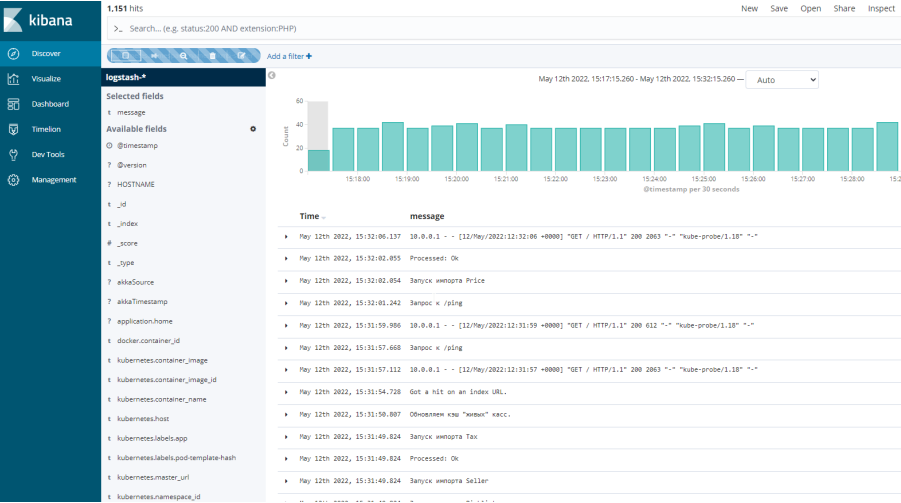 1,151 hits
New Save Open Share Inspect
kibana
>_ Search... (e.g. status:200 AND extension:PHP)
Discover
Add a filter +
Visualize
logstash-*
May 12th 2022, 15:17:15.260 - May 12th 2022, 15:32:15.260 — Auto
Selected fields
t message
Dashboard
Available fields
Timelion
@timestamp
Dev Tools
? @version
Management
? HOSTNAME
t _id
t _index
# _score
t _type
? akkaSource
? akkaTimestamp
? application.home
t docker.container_id
t kubernetes.container_image
t kubernetes.container_image_id
t kubernetes.container_name
t kubernetes.host
t kubernetes.labels.app
t kubernetes.labels.pod-template-hash
t kubernetes.master_url
t kubernetes.namespace_id
Count
60
40
20
0
15:18:00 15:19:00 15:20:00 15:21:00 15:22:00 15:23:00 15:24:00 15:25:00 15:26:00 15:27:00 15:28:00 15:2
@timestamp per 30 seconds
Time message
May 12th 2022, 15:32:06.137 10.0.0.1 - - [12/May/2022:12:32:06 +0000] "GET / HTTP/1.1" 200 2063 "-" "kube-probe/1.18" "-"
May 12th 2022, 15:32:02.055 Processed: Ok
May 12th 2022, 15:32:02.054 Запуск импорта Price
May 12th 2022, 15:32:01.242 Запрос к /ping
May 12th 2022, 15:31:59.986 10.0.0.1 - - [12/May/2022:12:31:59 +0000] "GET / HTTP/1.1" 200 612 "-" "kube-probe/1.18" "-"
May 12th 2022, 15:31:57.668 Запрос к /ping
May 12th 2022, 15:31:57.112 10.0.0.1 - - [12/May/2022:12:31:57 +0000] "GET / HTTP/1.1" 200 2063 "-" "kube-probe/1.18" "-"
May 12th 2022, 15:31:54.728 Got a hit on an index URL.
May 12th 2022, 15:31:50.807 Обновляем кэш "живых" касс.
May 12th 2022, 15:31:49.824 Запуск импорта Tax
May 12th 2022, 15:31:49.824 Processed: Ok
May 12th 2022, 15:31:49.824 Запуск импорта Seller